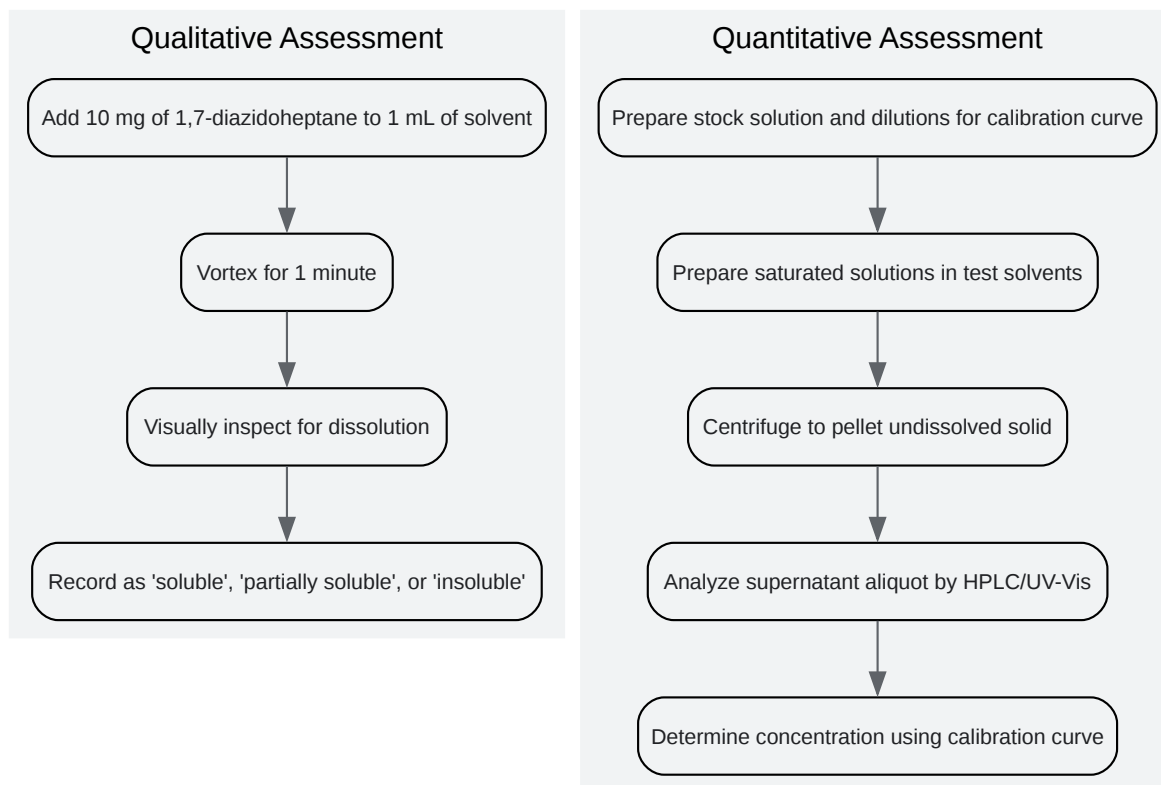 Qualitative Assessment
Add 10 mg of 1,7-diazidoheptane to 1 mL of solvent
Vortex for 1 minute
Visually inspect for dissolution
Record as 'soluble', 'partially soluble', or 'insoluble'
Quantitative Assessment
Prepare stock solution and dilutions for calibration curve
Prepare saturated solutions in test solvents
Centrifuge to pellet undissolved solid
Analyze supernatant aliquot by HPLC/UV-Vis
Determine concentration using calibration curve